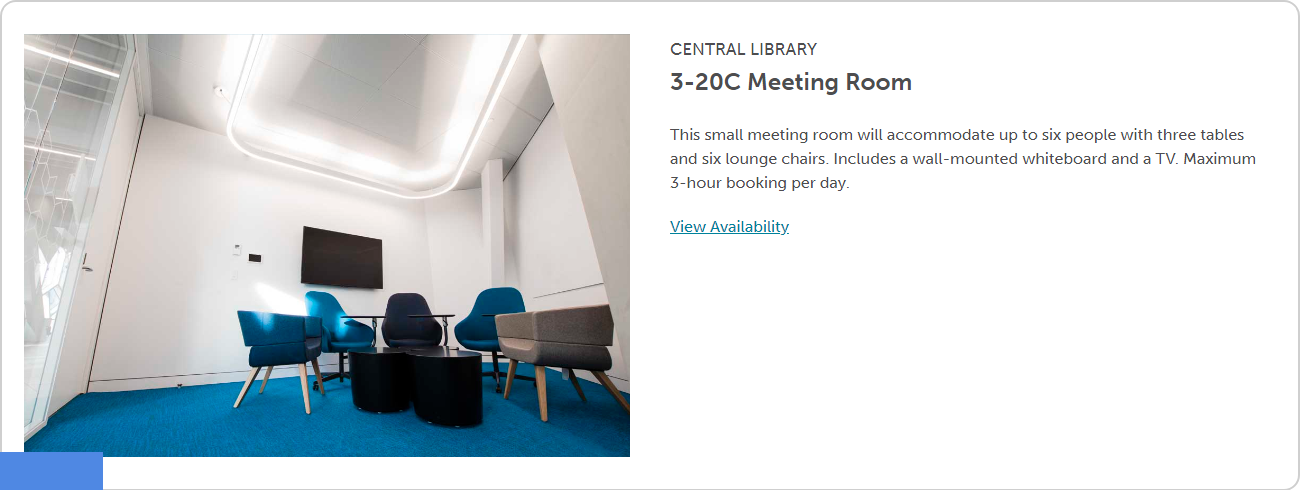 CENTRAL LIBRARY
3-20C Meeting Room
This small meeting room will accommodate up to six people with three tables
and six lounge chairs. Includes a wall-mounted whiteboard and a TV. Maximum
3-hour booking per day.
View Availability